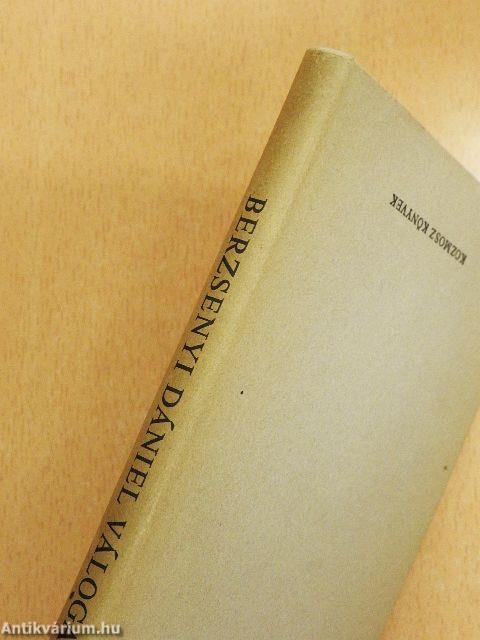 KOZMOSZ KÖNYVEK
BERZSENYI DÁNIEL VÁLOG
Antikvárium.hu